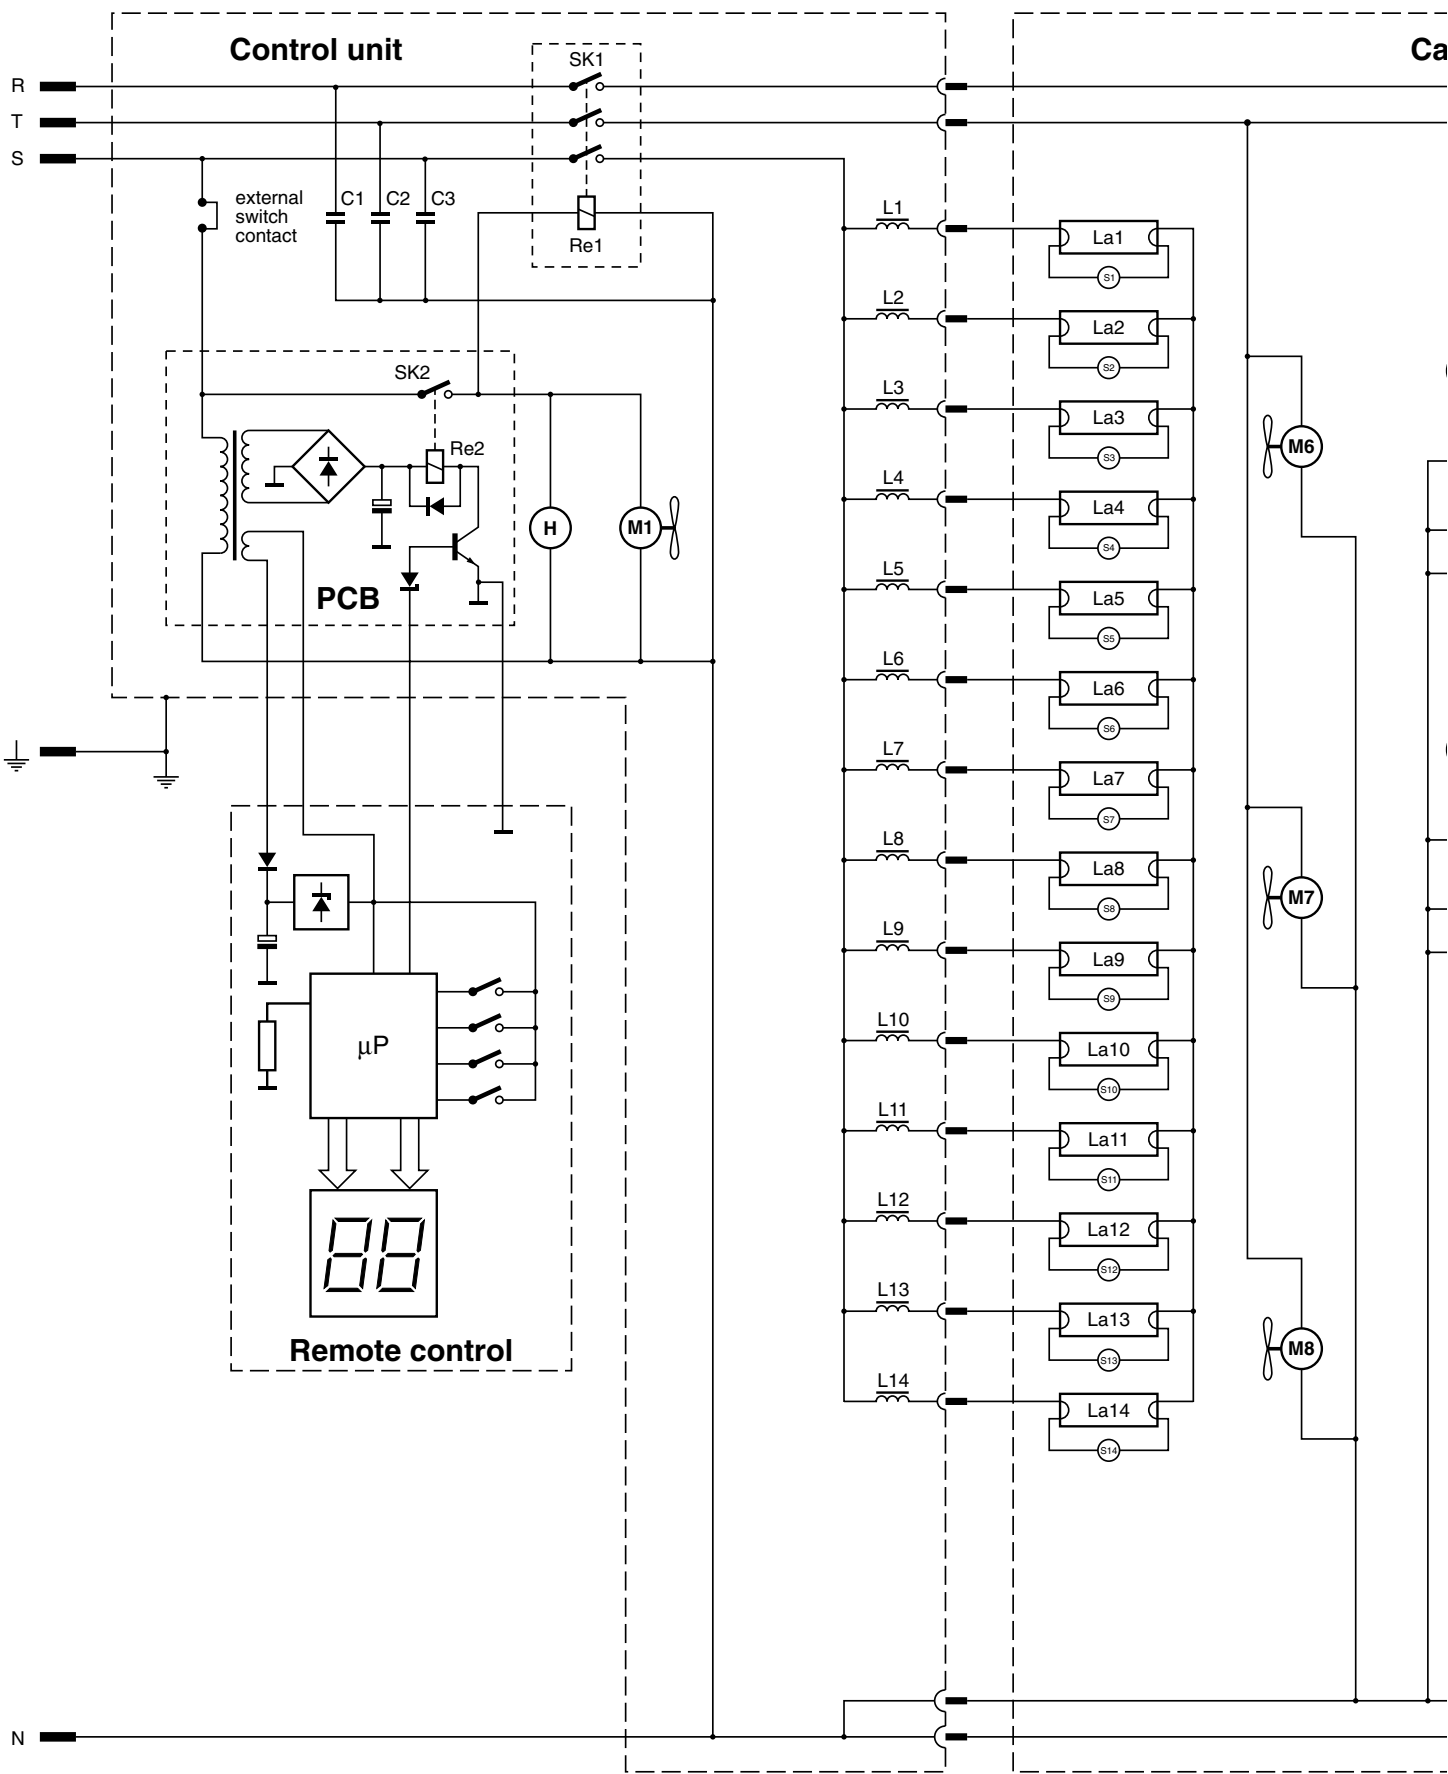 Control unit
Ca
SK1
R
T
S
external
switch
contact
C1
C2
C3
Re1
L1
La1
S1
L2
La2
S2
SK2
L3
La3
S3
Re2
M6
L4
La4
S4
H
M1
L5
La5
S5
PCB
L6
La6
S6
L7
La7
S7
L8
La8
S8
M7
L9
La9
S9
L10
La10
S10
μP
L11
La11
S11
L12
La12
S12
88
L13
La13
S13
Remote control
M8
L14
La14
S14
N